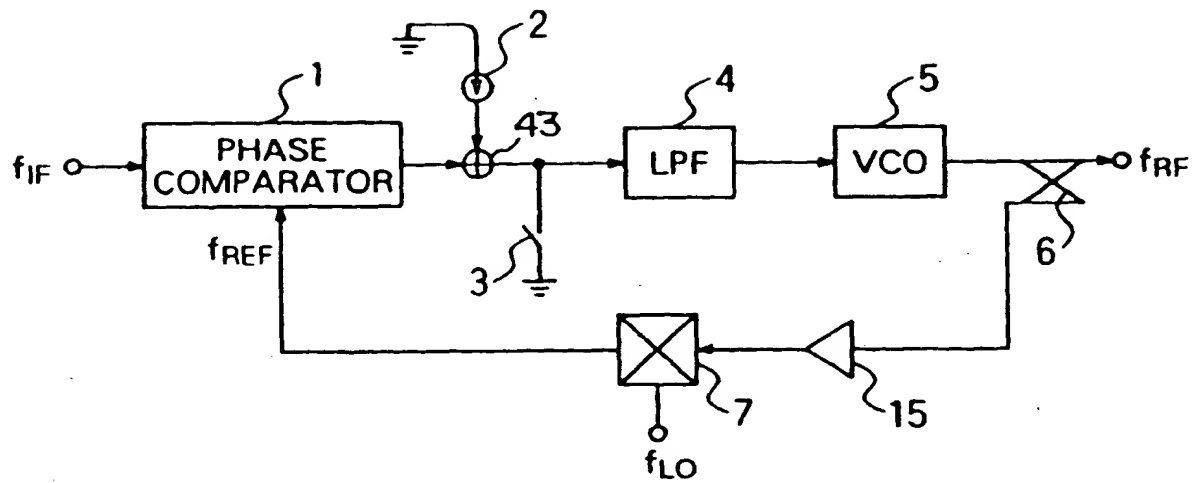 2
1
4
5
43
PHASE
COMPARATOR
LPF
VCO
fIF
fRF
fREF
3
6
7
15
fLO